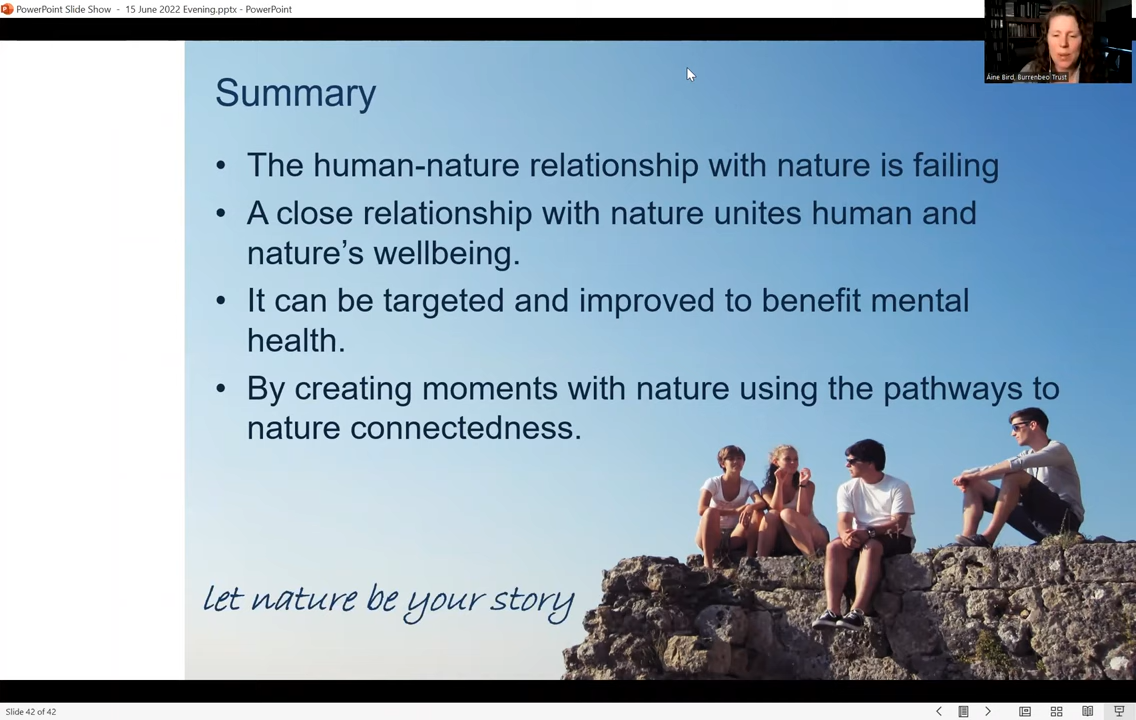 PowerPoint Slide Show - 15 June 2022 Evening.pptx - PowerPoint
Áine Bird, Burrenbeo Trust
Summary
• The human-nature relationship with nature is failing
• A close relationship with nature unites human and
nature’s wellbeing.
• It can be targeted and improved to benefit mental
health.
• By creating moments with nature using the pathways to
nature connectedness.
let nature be your story
Slide 42 of 42